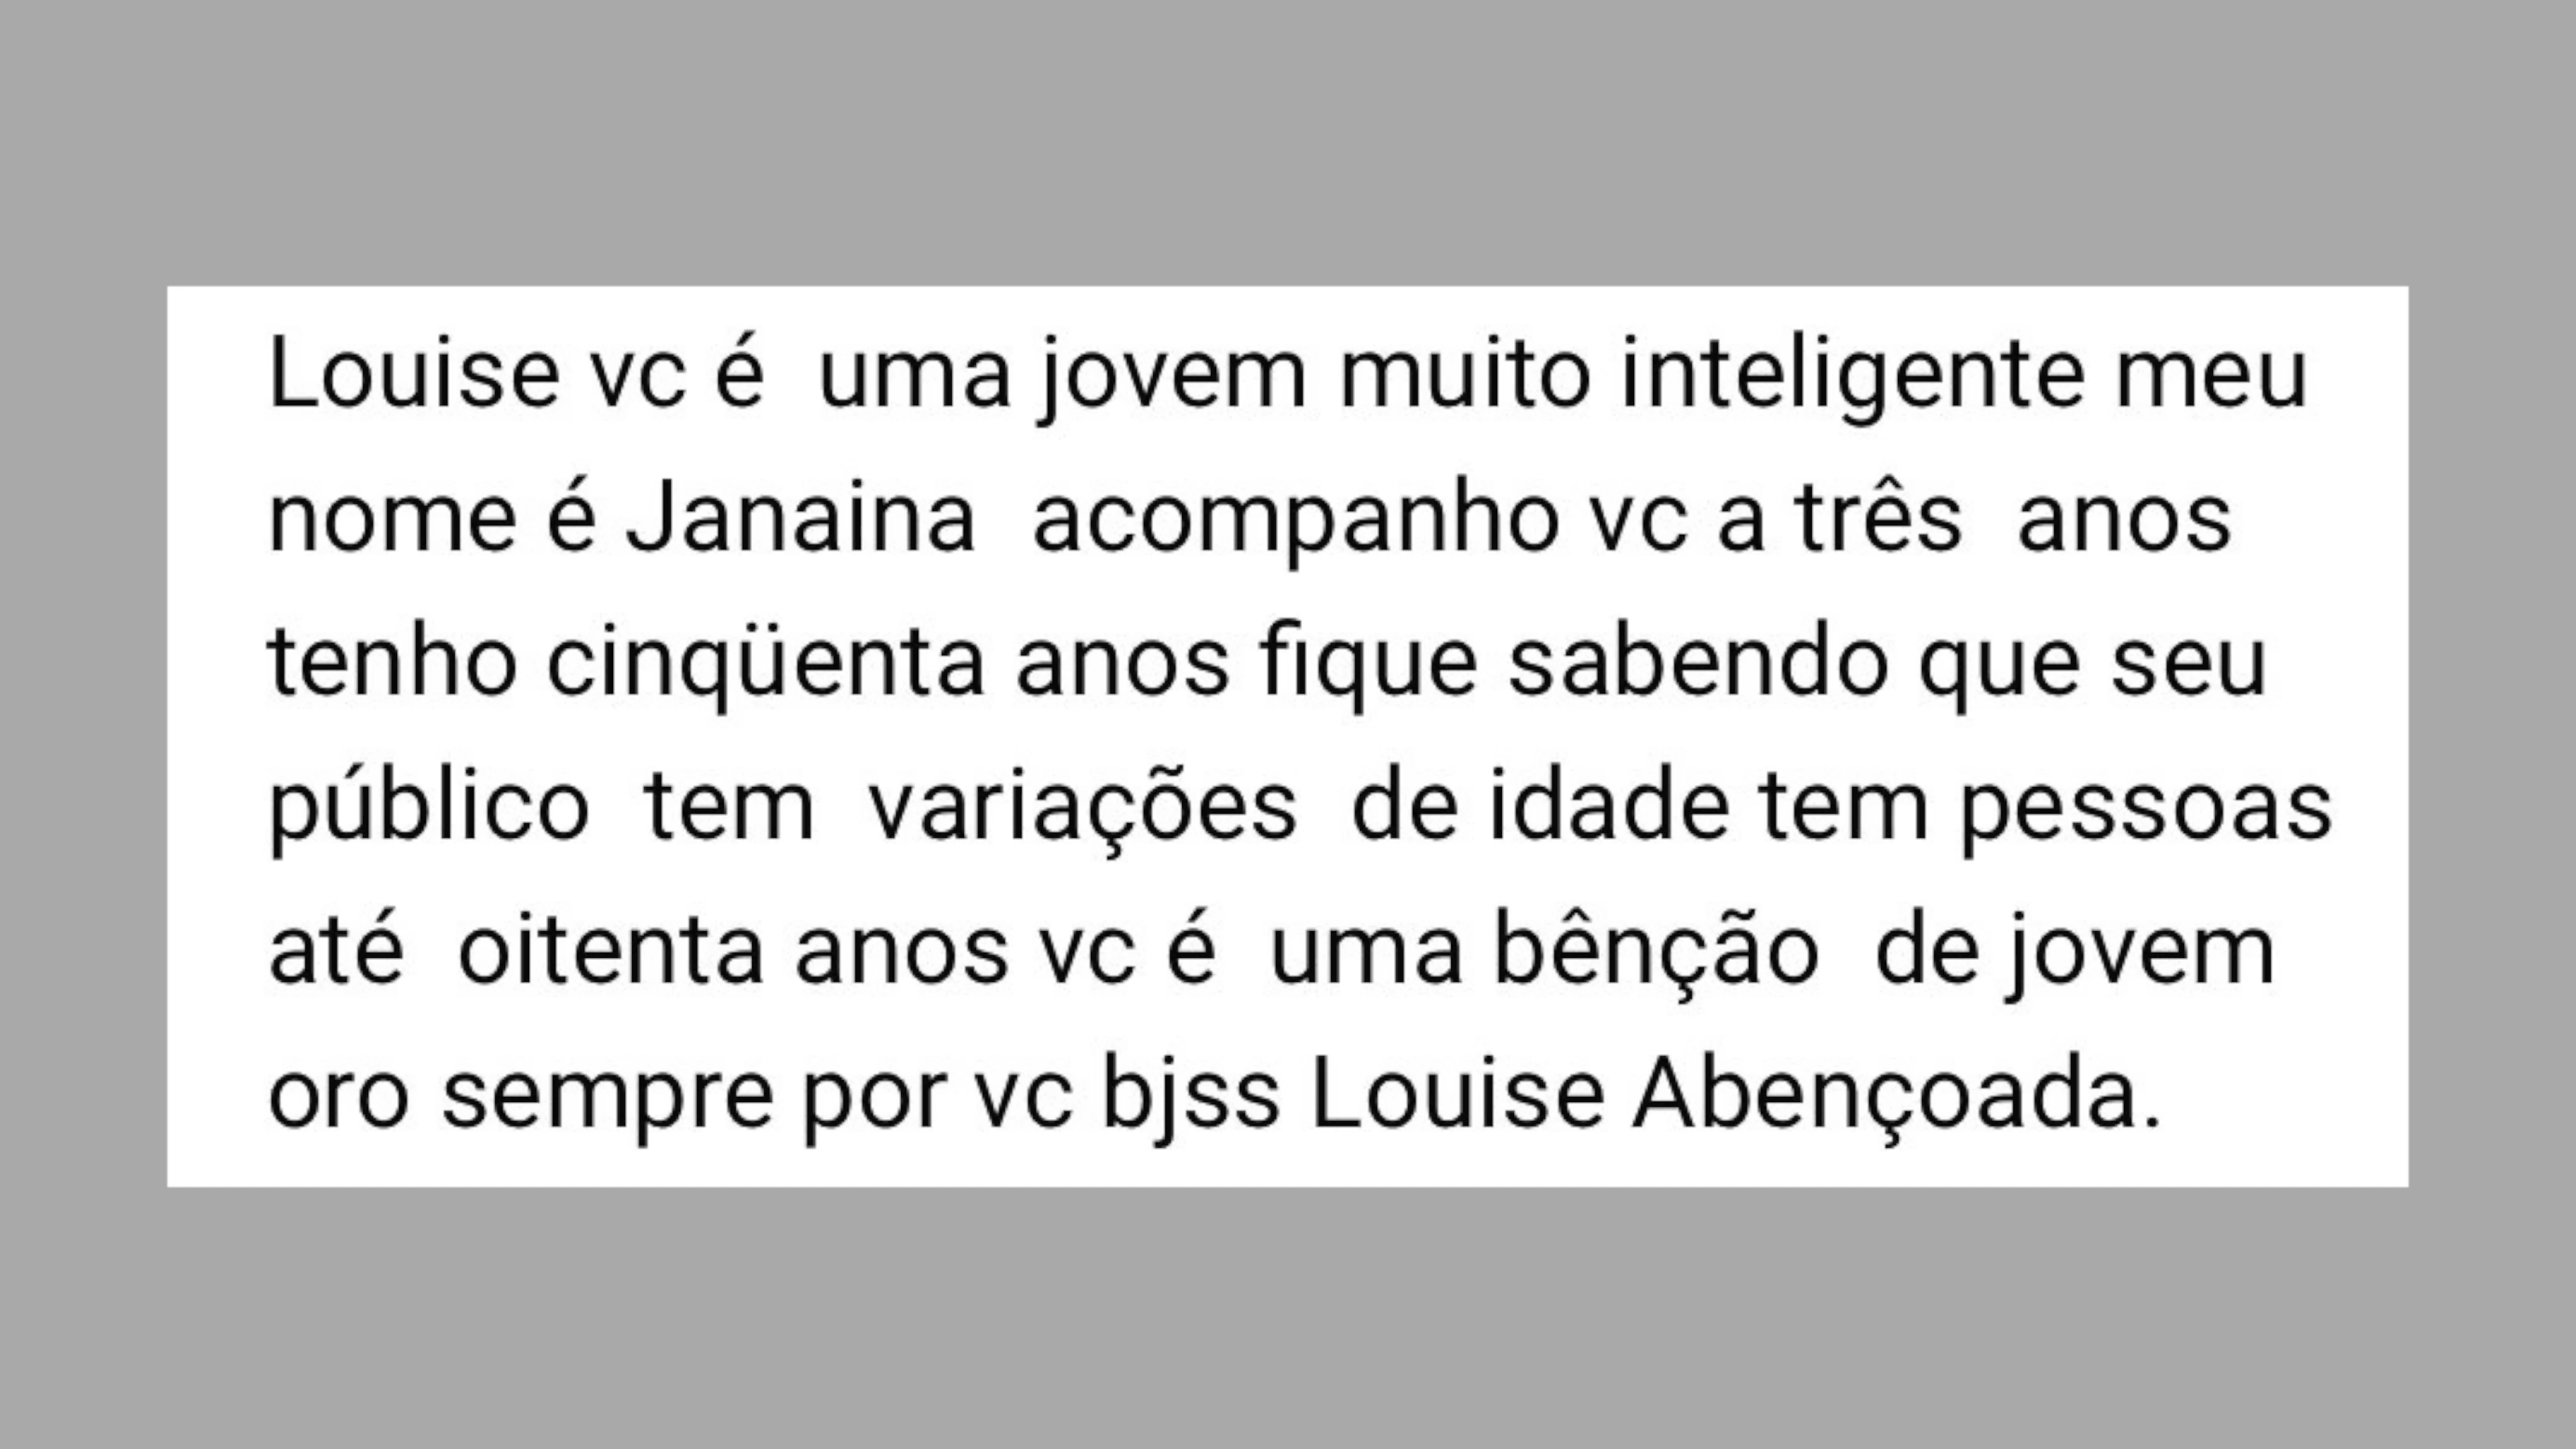 Louise vc é  uma jovem muito inteligente meu
nome é Janaina  acompanho vc a três  anos
tenho cinqüenta anos fique sabendo que seu
público  tem  variações  de idade tem pessoas
até  oitenta anos vc é  uma bênção  de jovem
oro sempre por vc bjss Louise Abençoada.